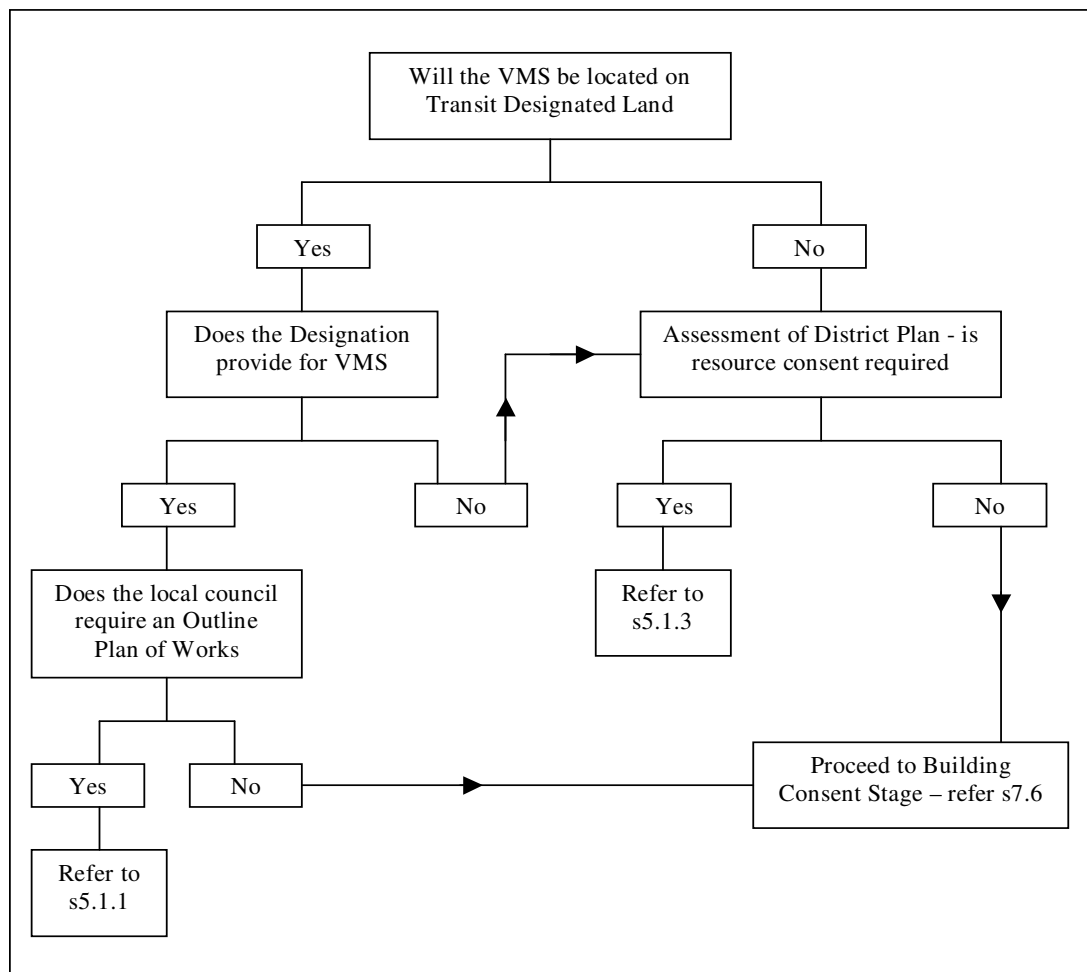 Will the VMS be located on
Transit Designated Land
Yes
No
Does the Designation
provide for VMS
Assessment of District Plan - is
resource consent required
Yes
No
Yes
No
Does the local council
require an Outline
Plan of Works
Refer to
s5.1.3
Yes
No
Proceed to Building
Consent Stage – refer s7.6
Refer to
s5.1.1